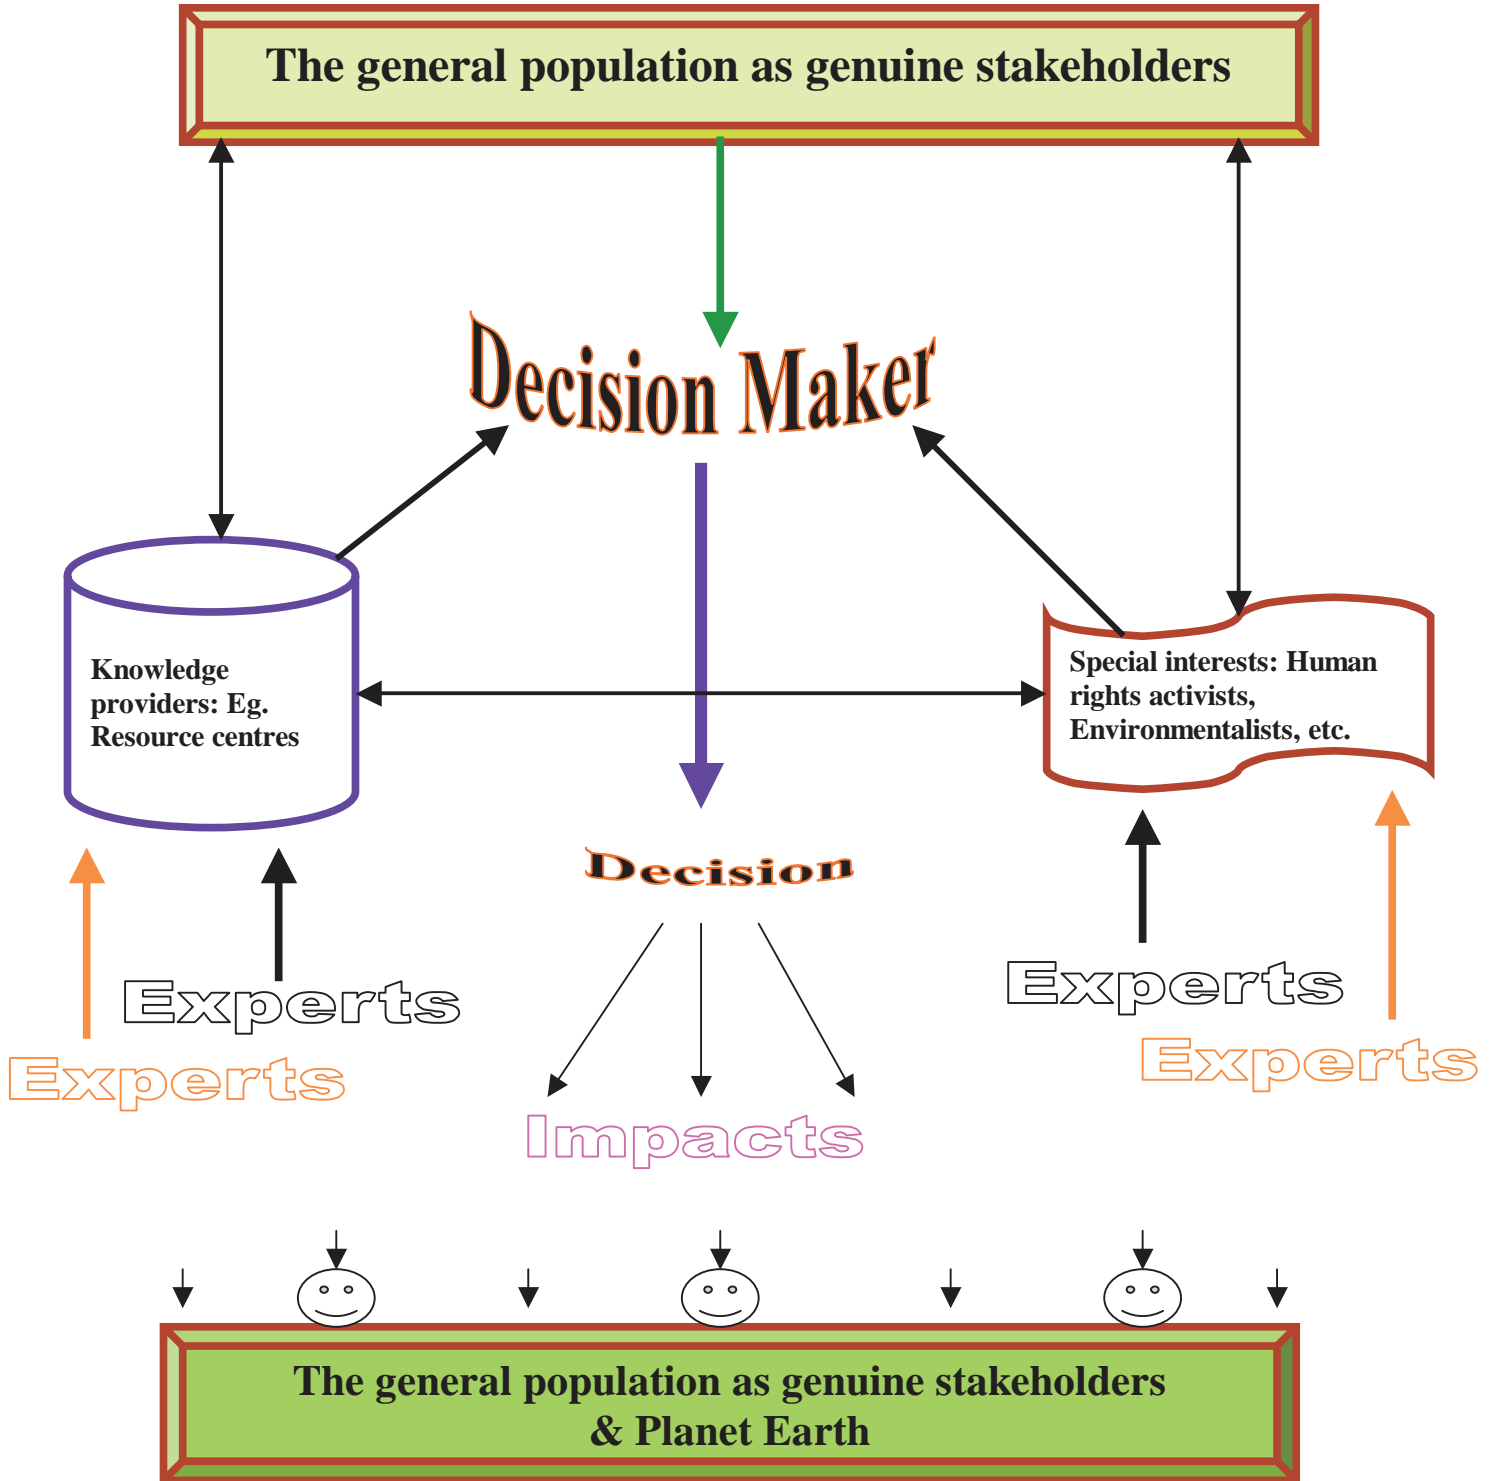 The general population as genuine stakeholders
Decision Maker
Knowledge
providers: Eg.
Resource centres
Special interests: Human
rights activists,
Environmentalists, etc.
Decision
Experts
Experts
Experts
Experts
Impacts
The general population as genuine stakeholders
& Planet Earth